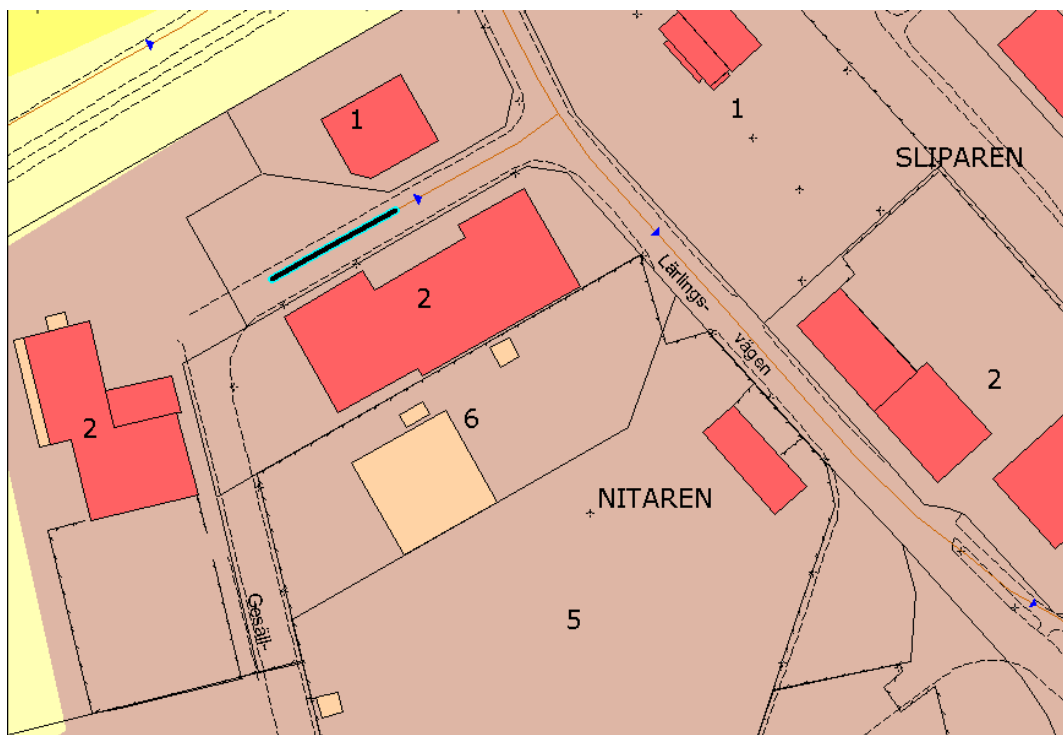 1
1
SLIPAREN
Lärlings-
vägen
2
2
2
6
NITAREN
5
Gesäll-